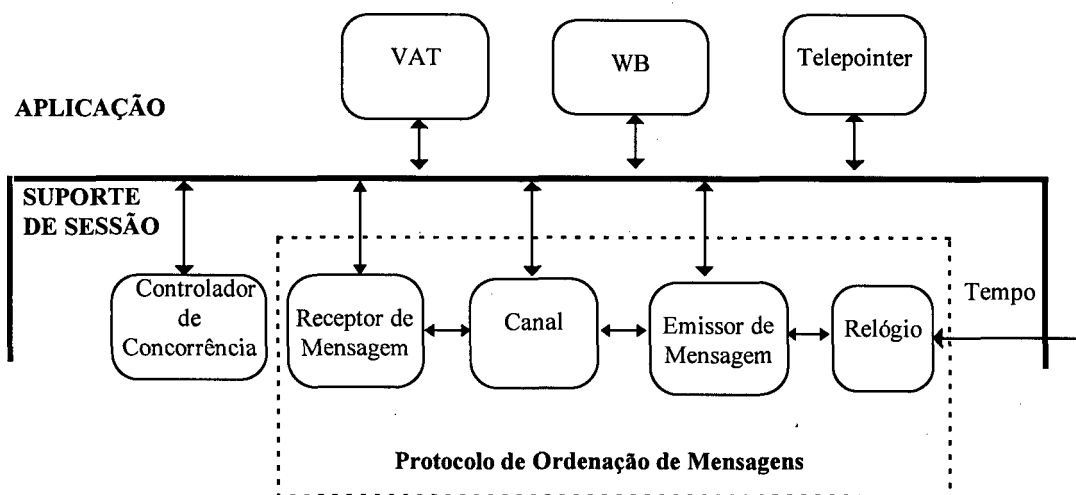 VAT
WB
Telepointer
APLICAÇÃO
SUPORTE
DE SESSÃO
Controlador
de
Concorrência
Receptor de
Mensagem
Canal
Emissor de
Mensagem
Relógio
Tempo
Protocolo de Ordenação de Mensagens